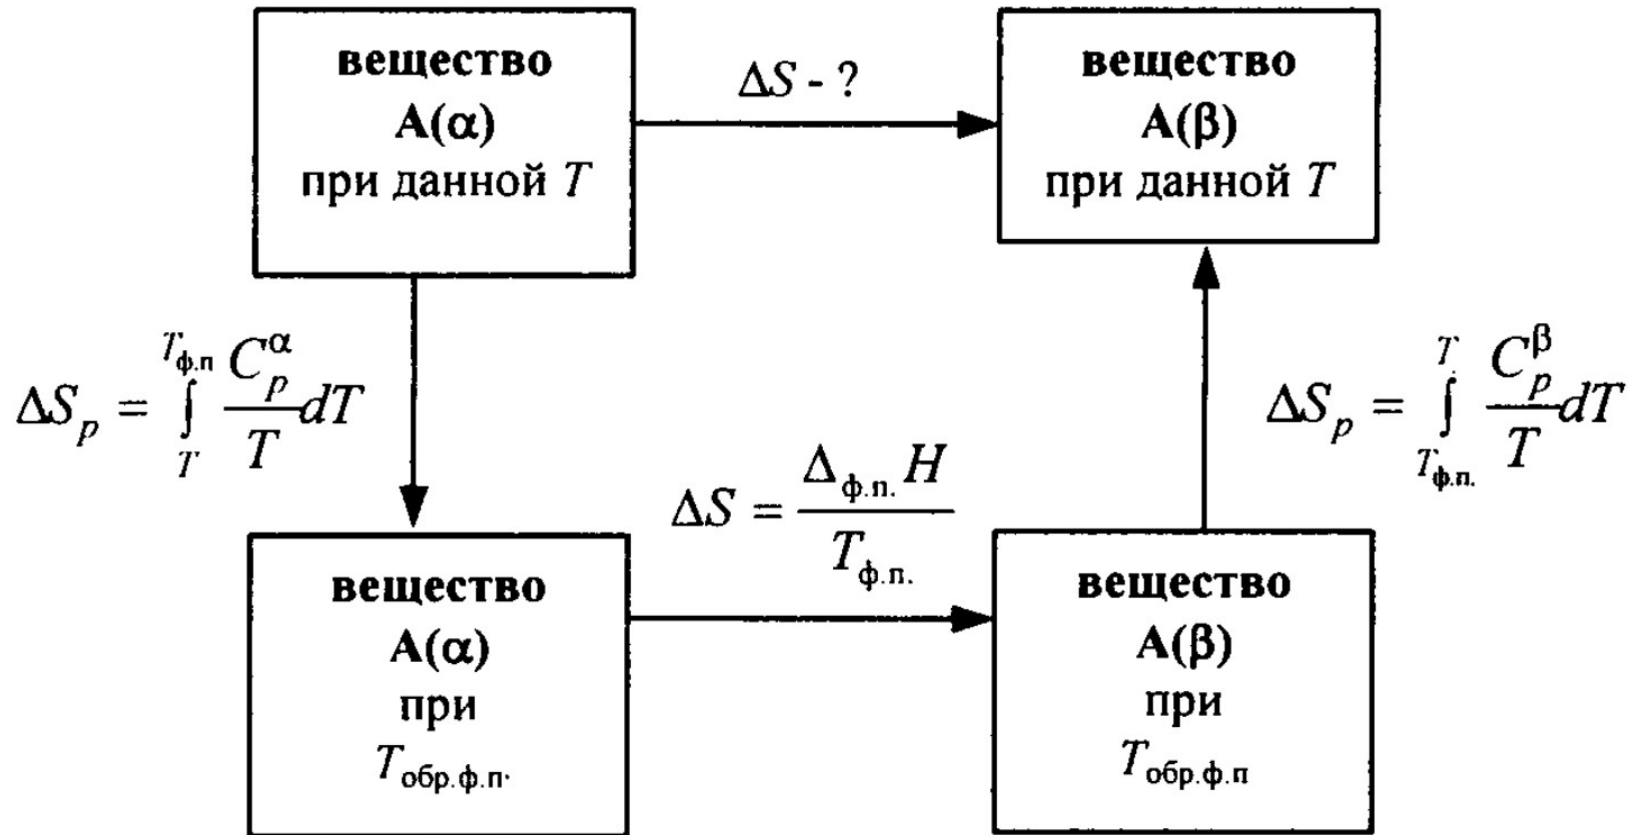 вещество
A(α)
при данной T
ΔS - ?
вещество
A(β)
при данной T
ΔS_p = ∫_T^{T_ф.п} C_p^α/T dT
ΔS = Δ_ф.п. H / T_ф.п.
ΔS_p = ∫_{T_ф.п.}^T C_p^β/T dT
вещество
A(α)
при
T_обр.ф.п.
вещество
A(β)
при
T_обр.ф.п